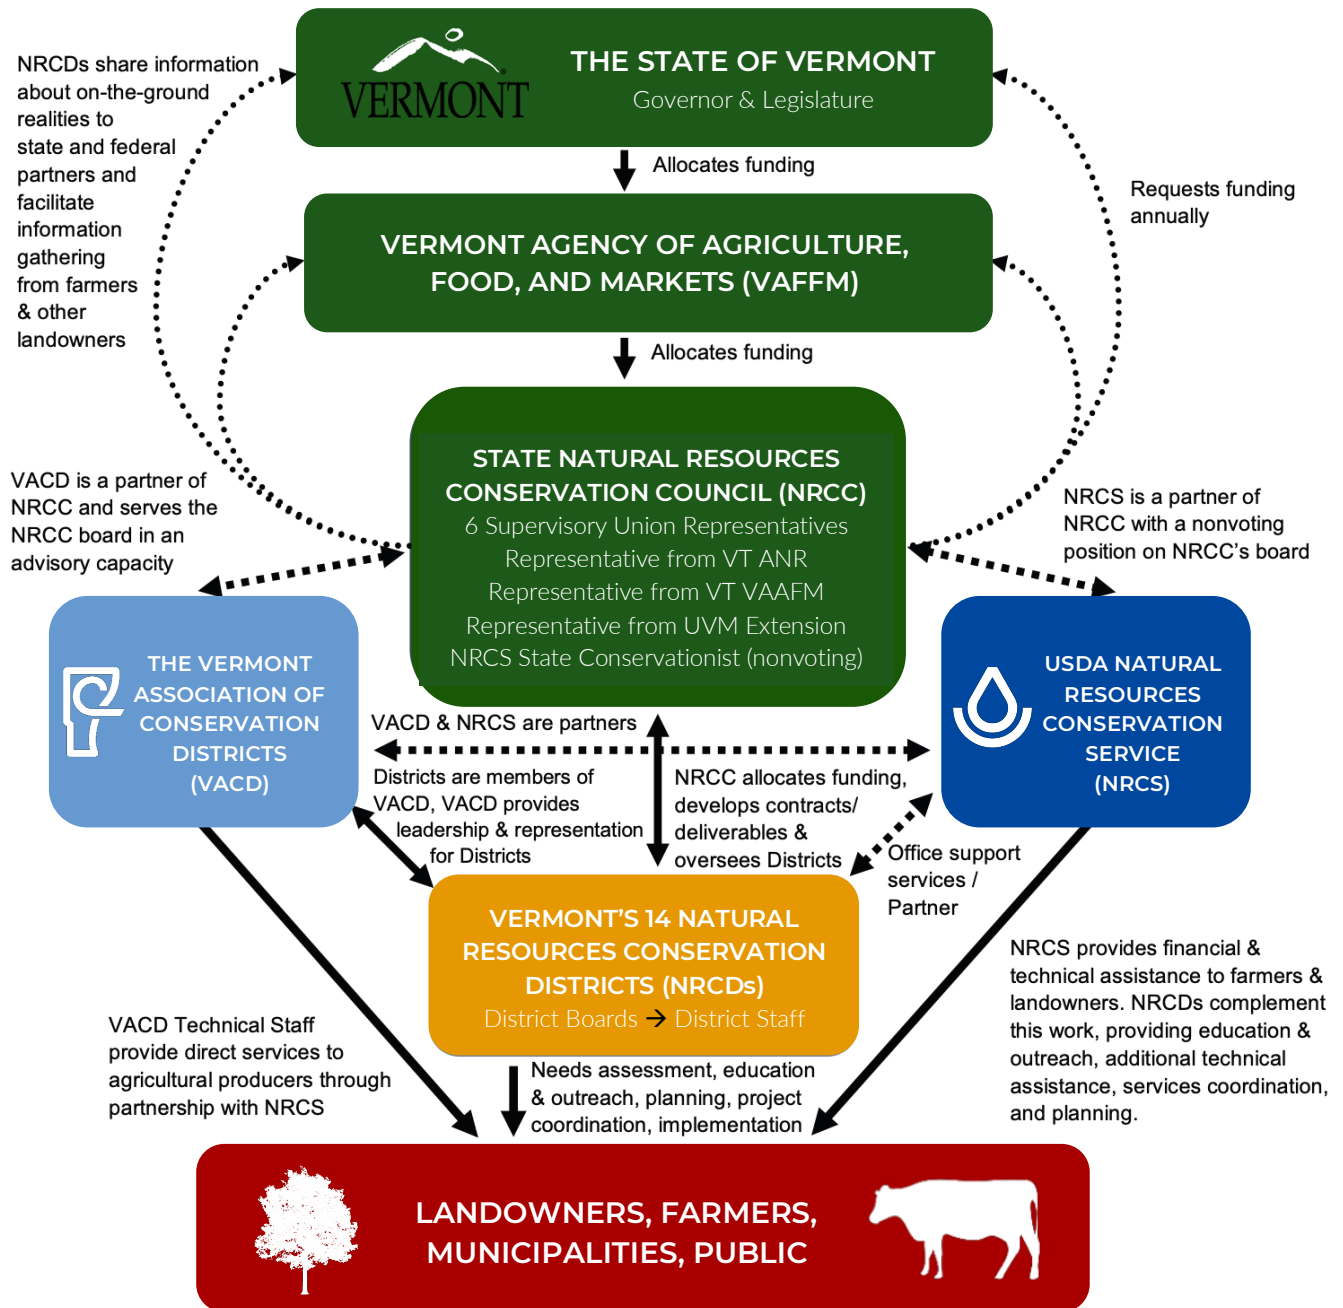 THE STATE OF VERMONT
Governor & Legislature
VERMONT
NRCDs share information
about on-the-ground
realities to
state and federal
partners and
facilitate
information
gathering
from farmers
& other
landowners
Allocates funding
Requests funding
annually
VERMONT AGENCY OF AGRICULTURE,
FOOD, AND MARKETS (VAFFM)
Allocates funding
STATE NATURAL RESOURCES
CONSERVATION COUNCIL (NRCC)
6 Supervisory Union Representatives
Representative from VT ANR
Representative from VT VAAFM
Representative from UVM Extension
NRCS State Conservationist (nonvoting)
VACD is a partner of
NRCC and serves the
NRCC board in an
advisory capacity
NRCS is a partner of
NRCC with a nonvoting
position on NRCC's board
THE VERMONT
ASSOCIATION OF
CONSERVATION
DISTRICTS
(VACD)
USDA NATURAL
RESOURCES
CONSERVATION
SERVICE
(NRCS)
VACD & NRCS are partners
Districts are members of
VACD, VACD provides
leadership & representation
for Districts
NRCC allocates funding,
develops contracts/
deliverables &
oversees Districts
Office support
services /
Partner
VERMONT'S 14 NATURAL
RESOURCES CONSERVATION
DISTRICTS (NRCDs)
District Boards → District Staff
VACD Technical Staff
provide direct services to
agricultural producers through
partnership with NRCS
Needs assessment, education
& outreach, planning, project
coordination, implementation
NRCS provides financial &
technical assistance to farmers &
landowners. NRCDs complement
this work, providing education &
outreach, additional technical
assistance, services coordination,
and planning.
LANDOWNERS, FARMERS,
MUNICIPALITIES, PUBLIC